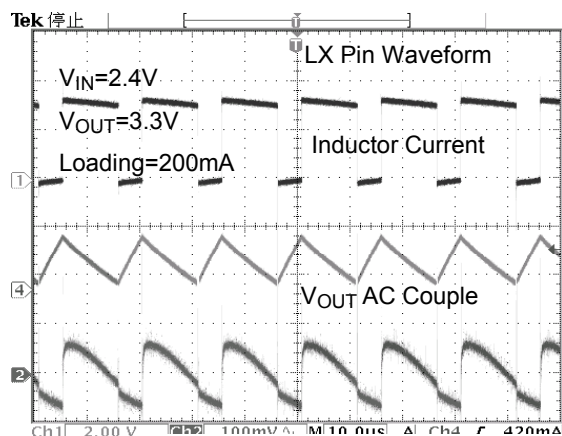 Tek 停止
LX Pin Waveform
VIN=2.4V
VOUT=3.3V
Inductor Current
Loading=200mA
1
4
VOUT AC Couple
2
Ch1 2.00 V Ch2 100mV M 10.0µs A Ch4 420mA